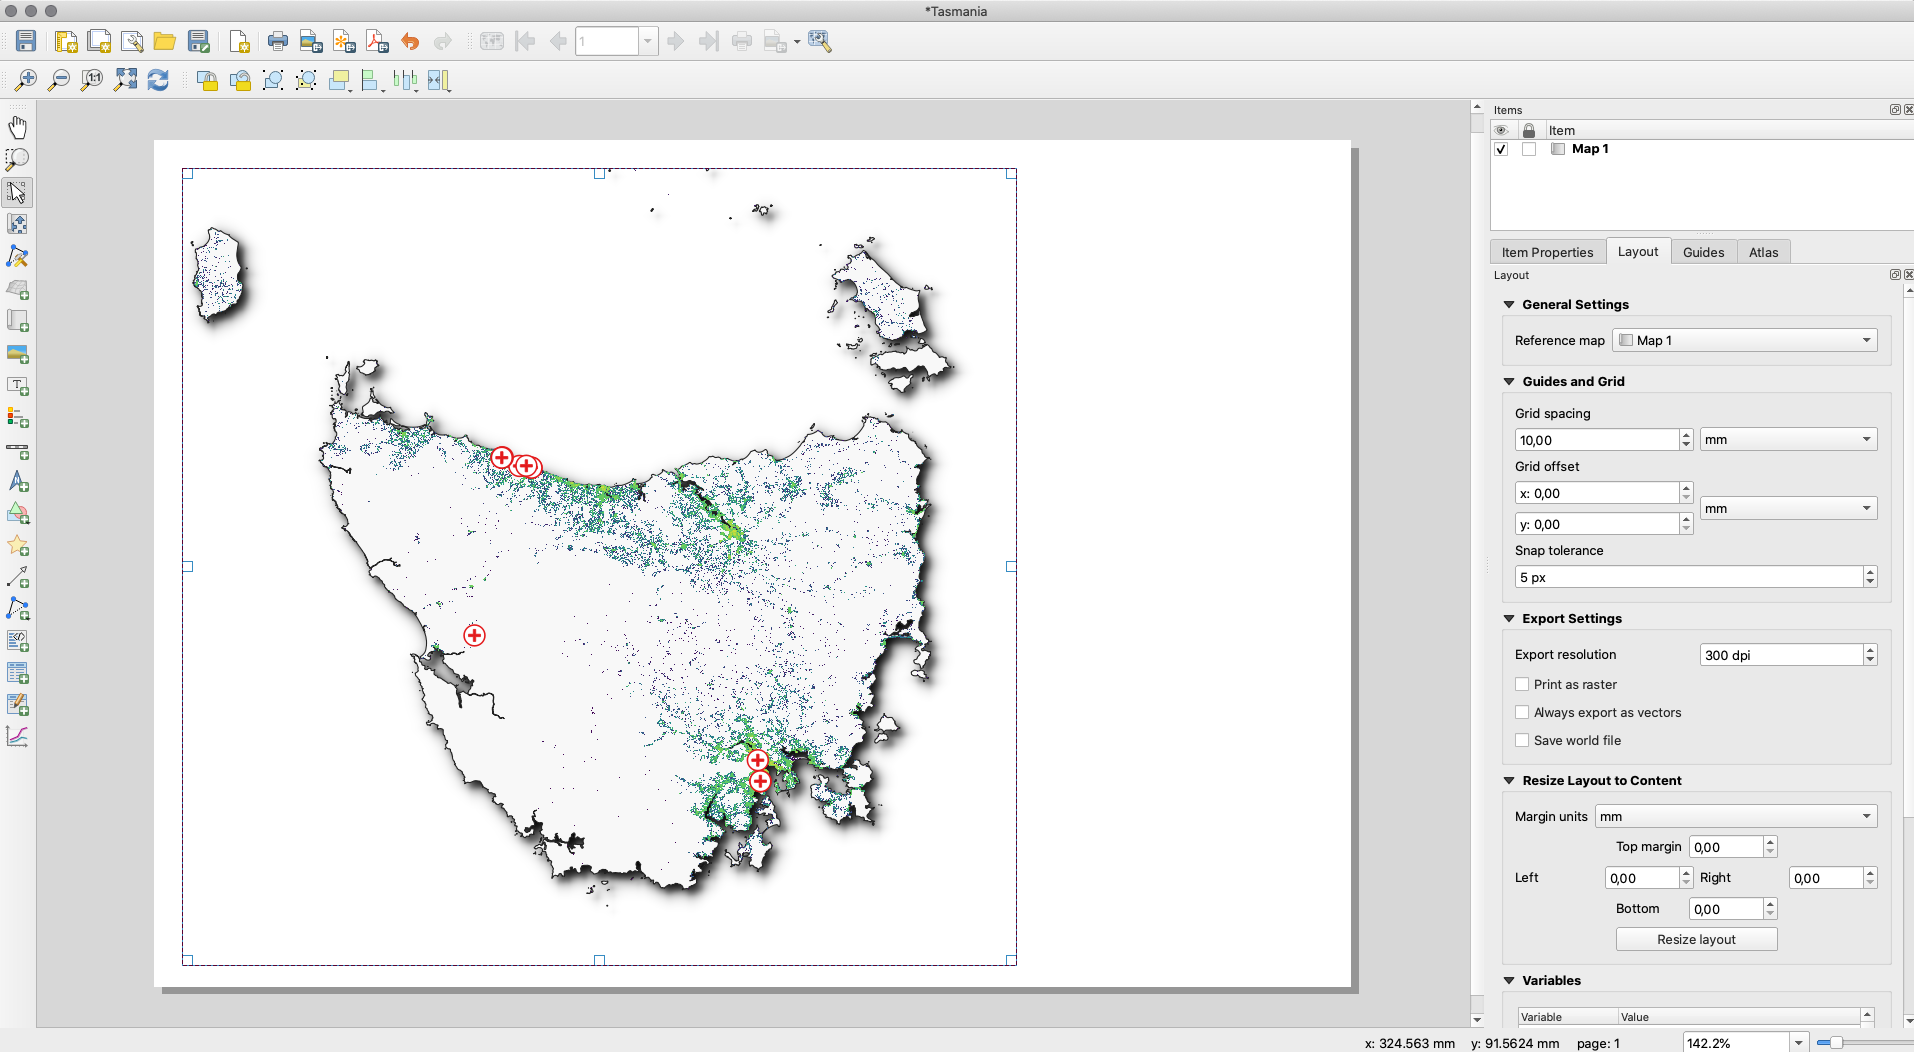 *Tasmania
1
1:1
T
Items
Item
Map 1
Item Properties
Layout
Guides
Atlas
Layout
General Settings
Reference map
Map 1
Guides and Grid
Grid spacing
10,00
mm
Grid offset
x: 0,00
mm
y: 0,00
Snap tolerance
5 px
Export Settings
Export resolution
300 dpi
Print as raster
Always export as vectors
Save world file
Resize Layout to Content
Margin units
mm
Top margin
0,00
Left
0,00
Right
0,00
Bottom
0,00
Resize layout
Variables
Variable
Value
x: 324.563 mm
y: 91.5624 mm
page: 1
142.2%